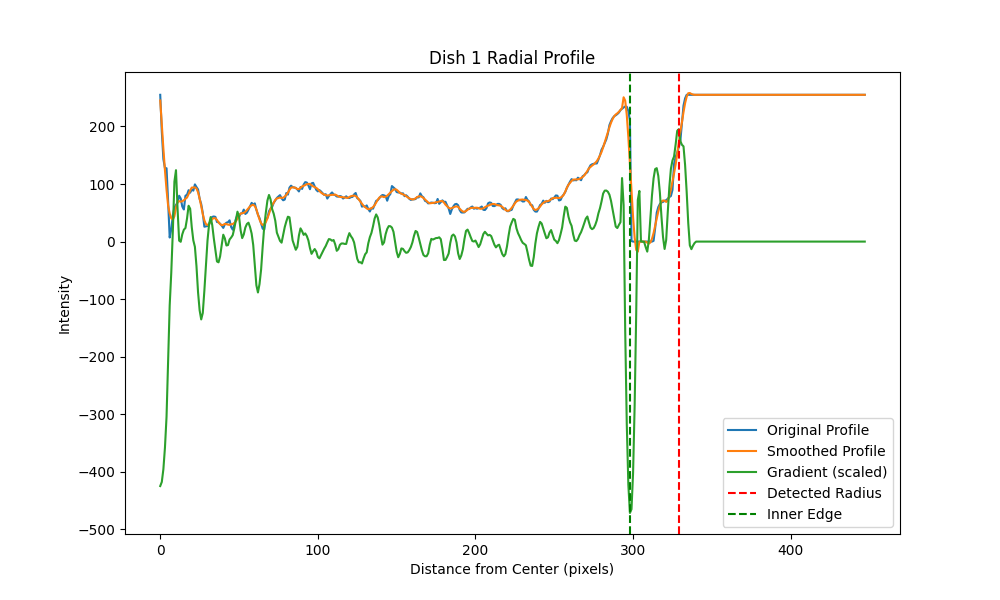 Dish 1 Radial Profile
Intensity
200
100
0
−100
−200
−300
−400
−500
0
100
200
300
400
Distance from Center (pixels)
Original Profile
Smoothed Profile
Gradient (scaled)
Detected Radius
Inner Edge